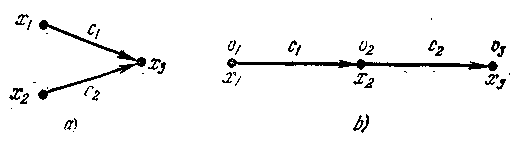 x₁ c₁ x₃
x₂ c₂
a)
v₁ c₁ v₂ c₂ v₃
x₁ x₂ x₃
b)